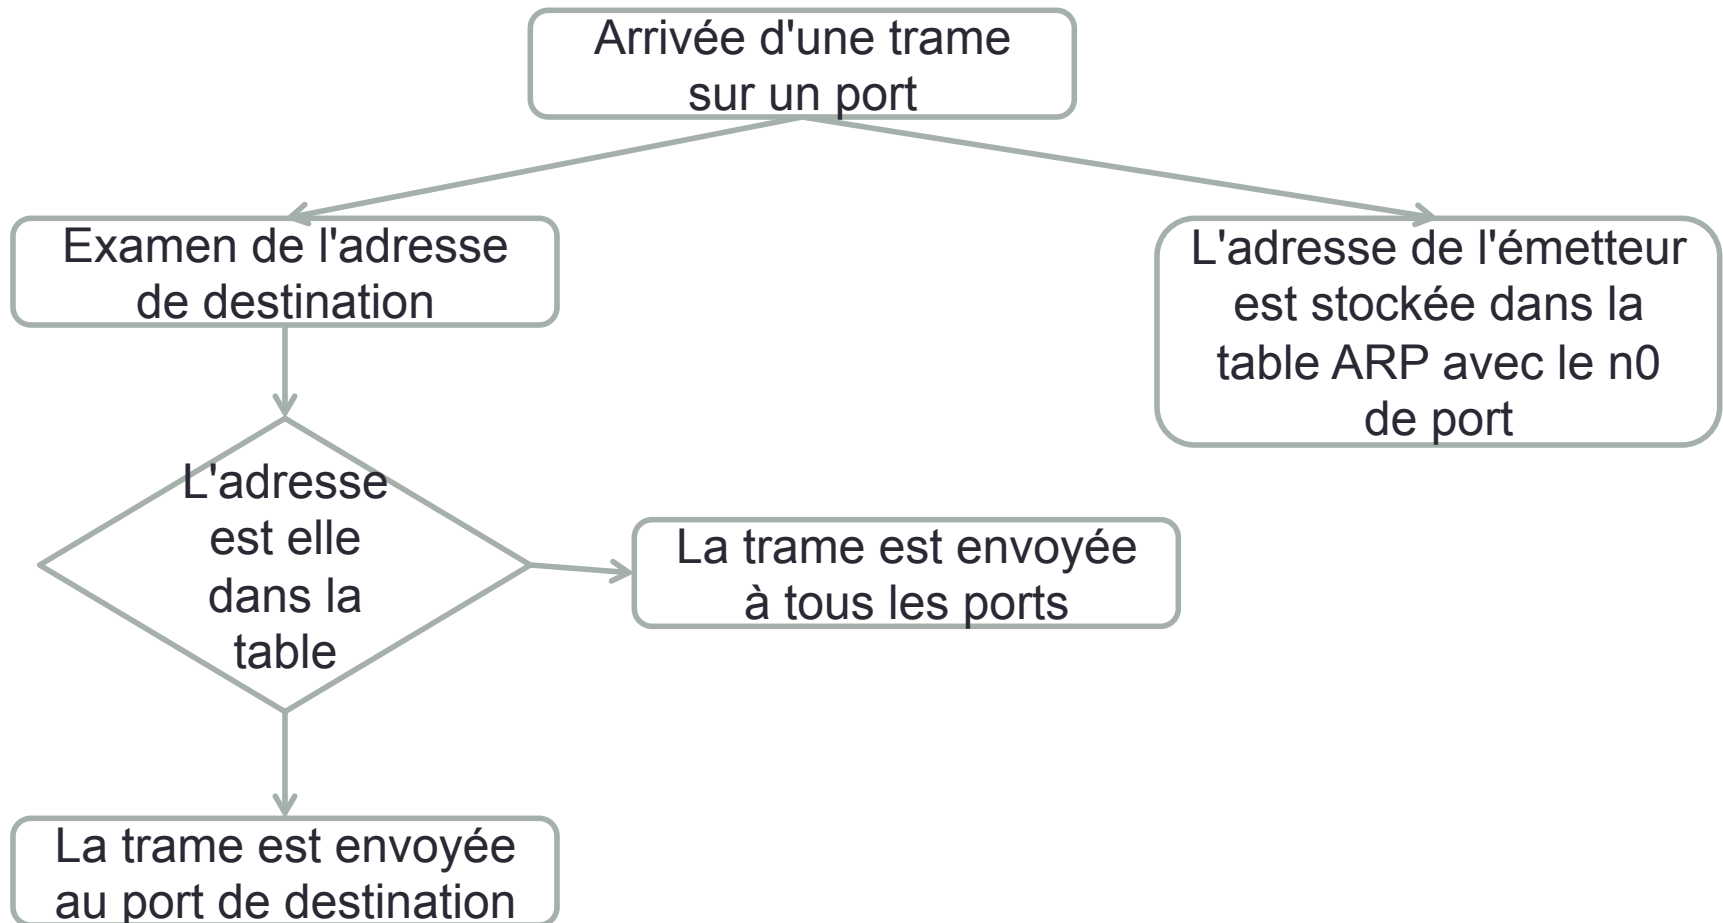 Arrivée d'une trame
sur un port
Examen de l'adresse
de destination
L'adresse de l'émetteur
est stockée dans la
table ARP avec le n0
de port
L'adresse
est elle
dans la
table
La trame est envoyée
à tous les ports
La trame est envoyée
au port de destination